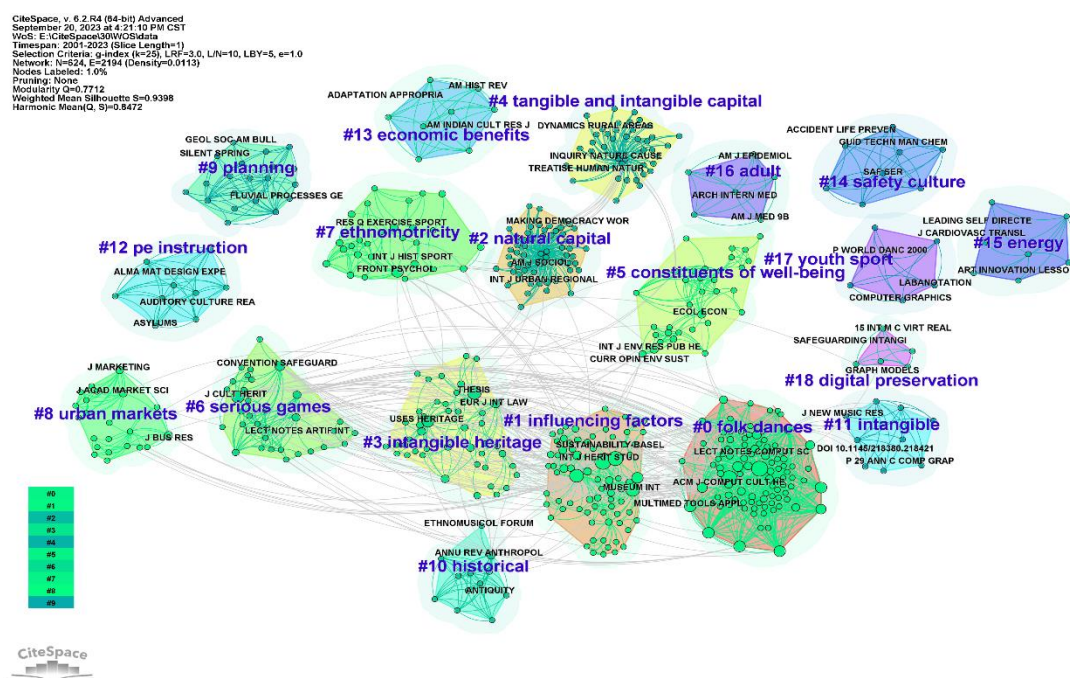 CiteSpace, v. 6.2.R4 (64-bit) Advanced
September 20, 2023 at 4:21:10 PM CST
WoS: E:\CiteSpace\30\WOS\data
Timespan: 2001-2023 (Slice Length=1)
Selection Criteria: g-index (k=25), LRF=3.0, L/N=10, LBY=5, e=1.0
Network: N=624, E=2194 (Density=0.0113)
Nodes Labeled: 1.0%
Pruning: None
Modularity Q=0.7712
Weighted Mean Silhouette S=0.9398
Harmonic Mean(Q, S)=0.8472
AM HIST REV
ADAPTATION APPROPRIA
AM INDIAN CULT RES J
#13 economic benefits
#4 tangible and intangible capital
DYNAMICS RURAL AREAS
INQUIRY NATURE CAUSE
TREATISE HUMAN NATUR
GEOL SOC AM BULL
SILENT SPRING
#9 planning
FLUVIAL PROCESSES GE
AM J EPIDEMIOL
#16 adult
ARCH INTERN MED
AM J MED 9B
ACCIDENT LIFE PREVEN
GUID TECHN MAN CHEM
SAF SER
#14 safety culture
RES Q EXERCISE SPORT
#7 ethnomotricity
INT J HIST SPORT
FRONT PSYCHOL
MAKING DEMOCRACY WOR
#2 natural capital
AM J SOCIOL
INT J URBAN REGIONAL
LEADING SELF DIRECTE
J CARDIOVASC TRANSL
#15 energy
ART INNOVATION LESSO
P WORLD DANC 2000
#17 youth sport
LABANOTATION
COMPUTER GRAPHICS
#12 pe instruction
ALMA MAT DESIGN EXPE
AUDITORY CULTURE REA
ASYLUMS
#5 constituents of well-being
ECOL ECON
INT J ENV RES PUB HE
CURR OPIN ENV SUST
15 INT M C VIRT REAL
SAFEGUARDING INTANGI
GRAPH MODELS
#18 digital preservation
J MARKETING
J ACAD MARKET SCI
#8 urban markets
J BUS RES
CONVENTION SAFEGUARD
J CULT HERIT
#6 serious games
LECT NOTES ARTIF INT
THESIS
EUR J INT LAW
USES HERITAGE
#3 intangible heritage
#1 influencing factors
SUSTAINABILITY-BASEL
INT J HERIT STUD
MUSEUM INT
#0 folk dances
LECT NOTES COMPUT SC
ACM J COMPUT CULT HE
MULTIMED TOOLS APPL
J NEW MUSIC RES
#11 intangible
DOI 10.1145/218380.218421
P 29 ANN C COMP GRAP
ETHNOMUSICOL FORUM
ANNU REV ANTHROPOL
#10 historical
ANTIQUITY
#0
#1
#2
#3
#4
#5
#6
#7
#8
#9
CiteSpace